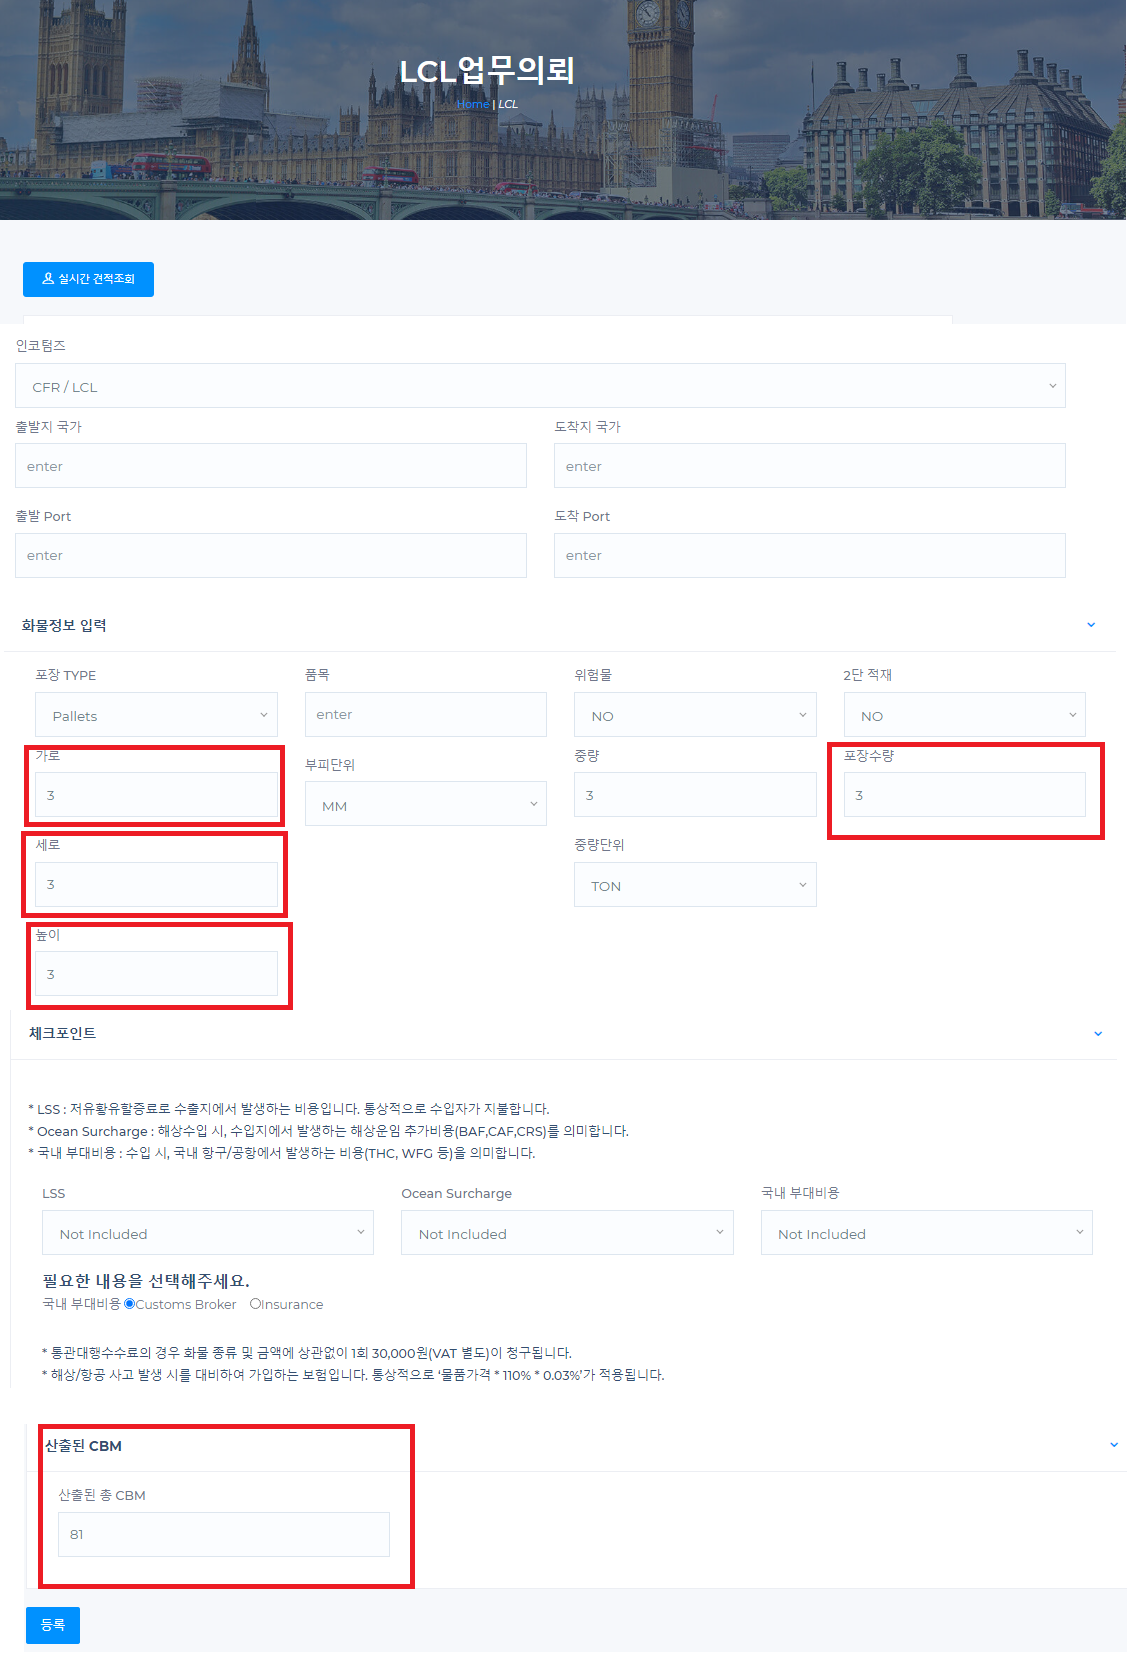 LCL업무의뢰
Home | LCL
실시간 견적조회
인코텀즈
CFR / LCL
출발지 국가
도착지 국가
enter
enter
출발 Port
도착 Port
enter
enter
화물정보 입력
포장 TYPE
품목
위험물
2단 적재
Pallets
enter
NO
NO
가로
부피단위
중량
포장수량
3
MM
3
3
세로
중량단위
3
TON
높이
3
체크포인트
* LSS : 저유황유할증료로 수출지에서 발생하는 비용입니다. 통상적으로 수입자가 지불합니다.
* Ocean Surcharge : 해상수입 시, 수입지에서 발생하는 해상운임 추가비용(BAF,CAF,CRS)를 의미합니다.
* 국내 부대비용 : 수입 시, 국내 항구/공항에서 발생하는 비용(THC, WFG 등)을 의미합니다.
LSS
Ocean Surcharge
국내 부대비용
Not Included
Not Included
Not Included
필요한 내용을 선택해주세요.
국내 부대비용 Customs Broker Insurance
* 통관대행수수료의 경우 화물 종류 및 금액에 상관없이 1회 30,000원(VAT 별도)이 청구됩니다.
* 해상/항공 사고 발생 시를 대비하여 가입하는 보험입니다. 통상적으로 ‘물품가격 * 110% * 0.03%’가 적용됩니다.
산출된 CBM
산출된 총 CBM
81
등록